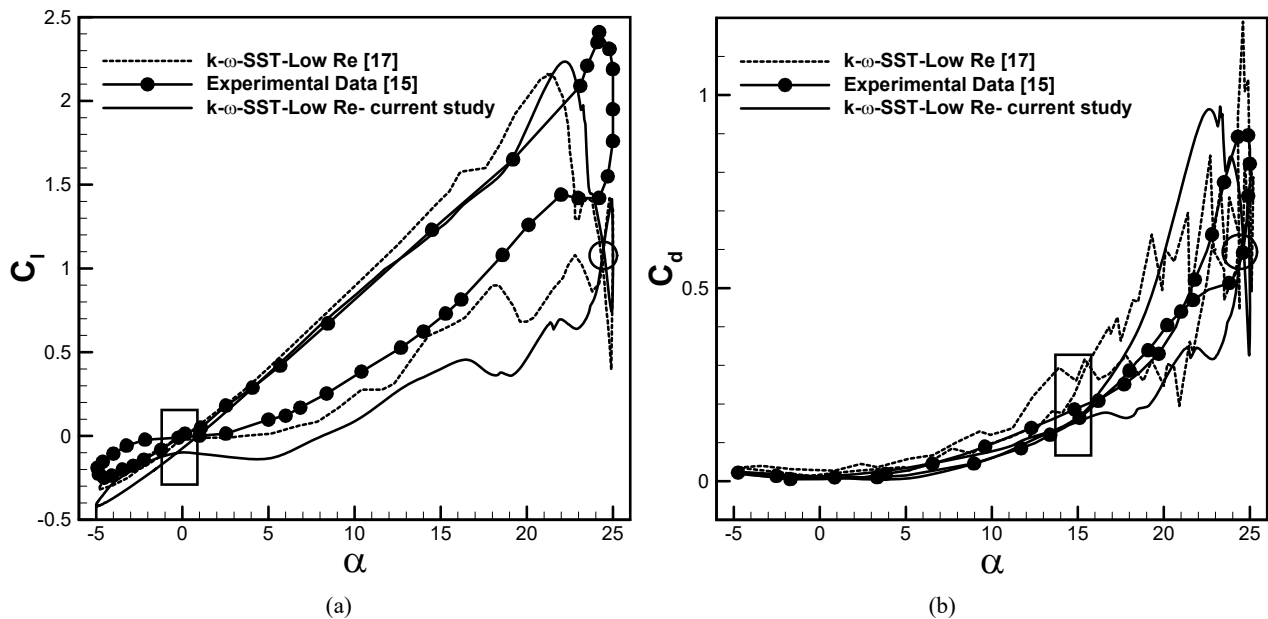 k-ω-SST-Low Re [17]
Experimental Data [15]
k-ω-SST-Low Re- current study
C_l
2.5
2
1.5
1
0.5
0
-0.5
-5 0 5 10 15 20 25
α
(a)
k-ω-SST-Low Re [17]
Experimental Data [15]
k-ω-SST-Low Re- current study
C_d
1
0.5
0
-5 0 5 10 15 20 25
α
(b)